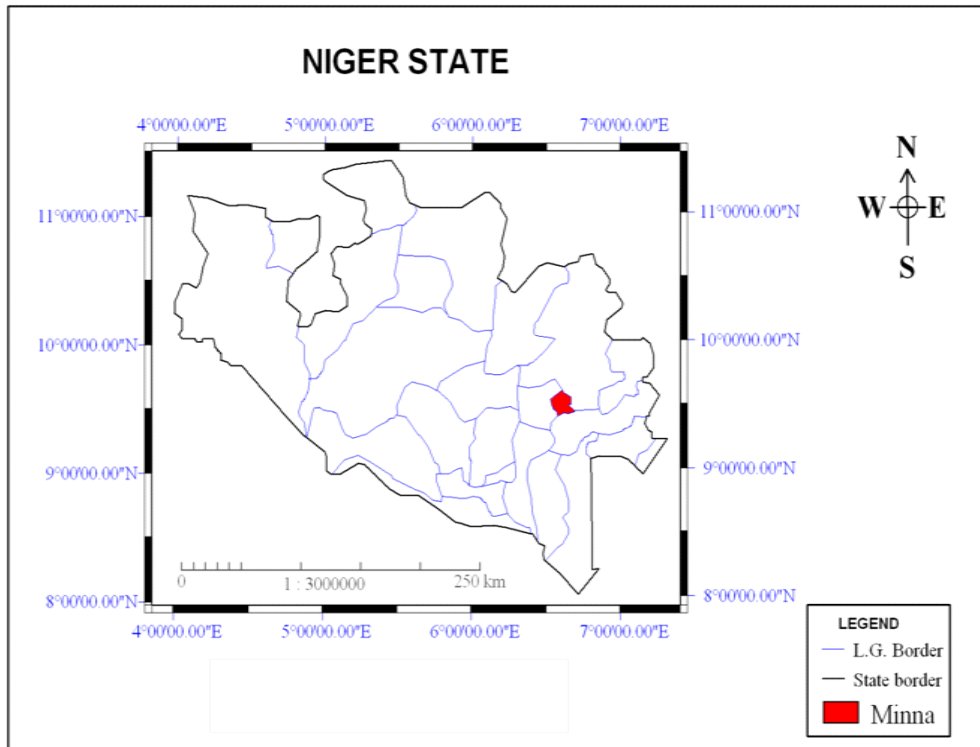 NIGER STATE
4°00'00.00"E 5°00'00.00"E 6°00'00.00"E 7°00'00.00"E
N
W E
S
11°00'00.00"N 11°00'00.00"N
10°00'00.00"N 10°00'00.00"N
9°00'00.00"N 9°00'00.00"N
0 1 : 3000000 250 km
8°00'00.00"N 8°00'00.00"N
4°00'00.00"E 5°00'00.00"E 6°00'00.00"E 7°00'00.00"E
LEGEND
L.G. Border
State border
Minna